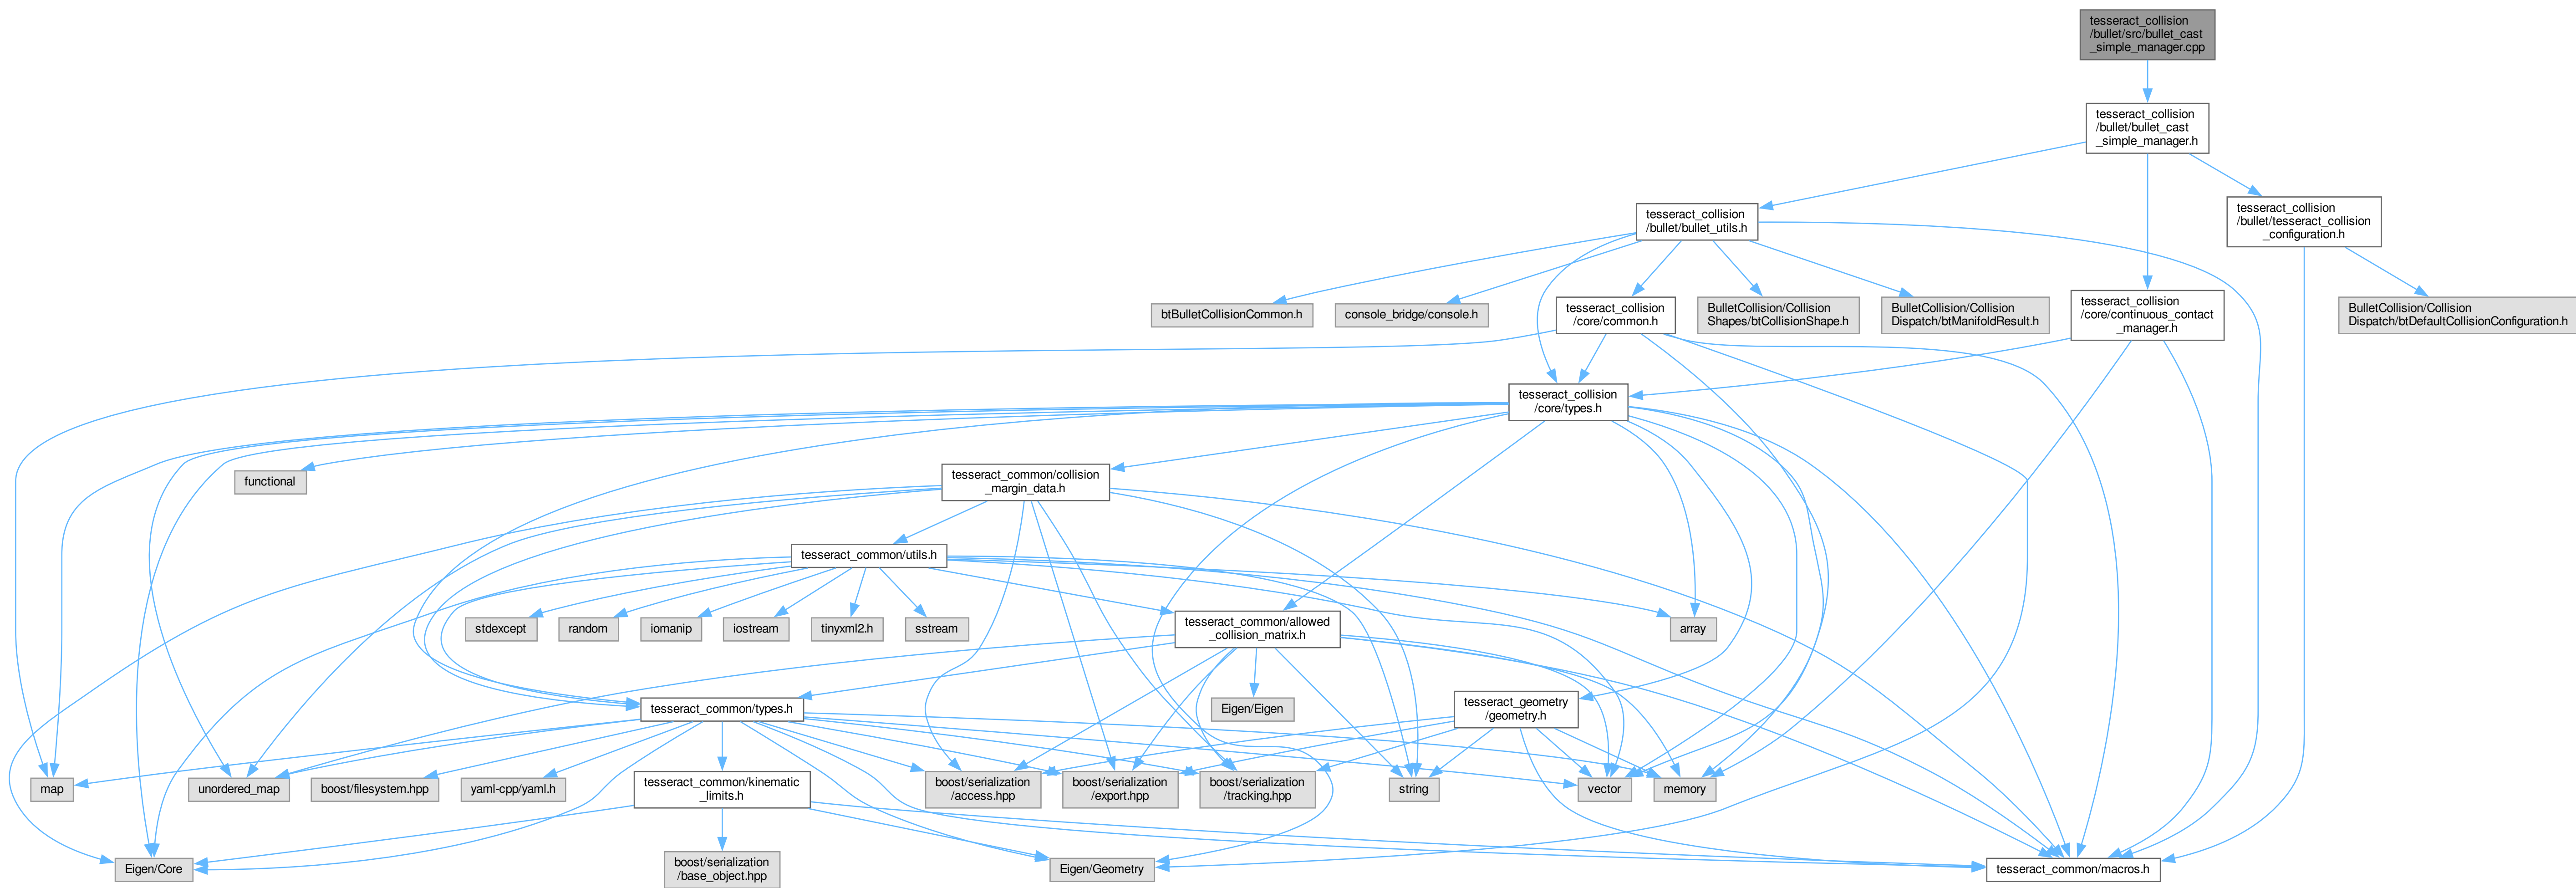 tesseract_collision
/bullet/src/bullet_cast
_simple_manager.cpp
tesseract_collision
/bullet/bullet_cast
_simple_manager.h
tesseract_collision
/bullet/bullet_utils.h
tesseract_collision
/bullet/tesseract_collision
_configuration.h
btBulletCollisionCommon.h
console_bridge/console.h
tesseract_collision
/core/common.h
BulletCollision/Collision
Shapes/btCollisionShape.h
BulletCollision/Collision
Dispatch/btManifoldResult.h
tesseract_collision
/core/continuous_contact
_manager.h
BulletCollision/Collision
Dispatch/btDefaultCollisionConfiguration.h
tesseract_collision
/core/types.h
functional
tesseract_common/collision
_margin_data.h
tesseract_common/utils.h
stdexcept
random
iomanip
iostream
tinyxml2.h
sstream
tesseract_common/allowed
_collision_matrix.h
array
tesseract_common/types.h
Eigen/Eigen
tesseract_geometry
/geometry.h
map
unordered_map
boost/filesystem.hpp
yaml-cpp/yaml.h
tesseract_common/kinematic
_limits.h
boost/serialization
/access.hpp
boost/serialization
/export.hpp
boost/serialization
/tracking.hpp
string
vector
memory
Eigen/Core
boost/serialization
/base_object.hpp
Eigen/Geometry
tesseract_common/macros.h